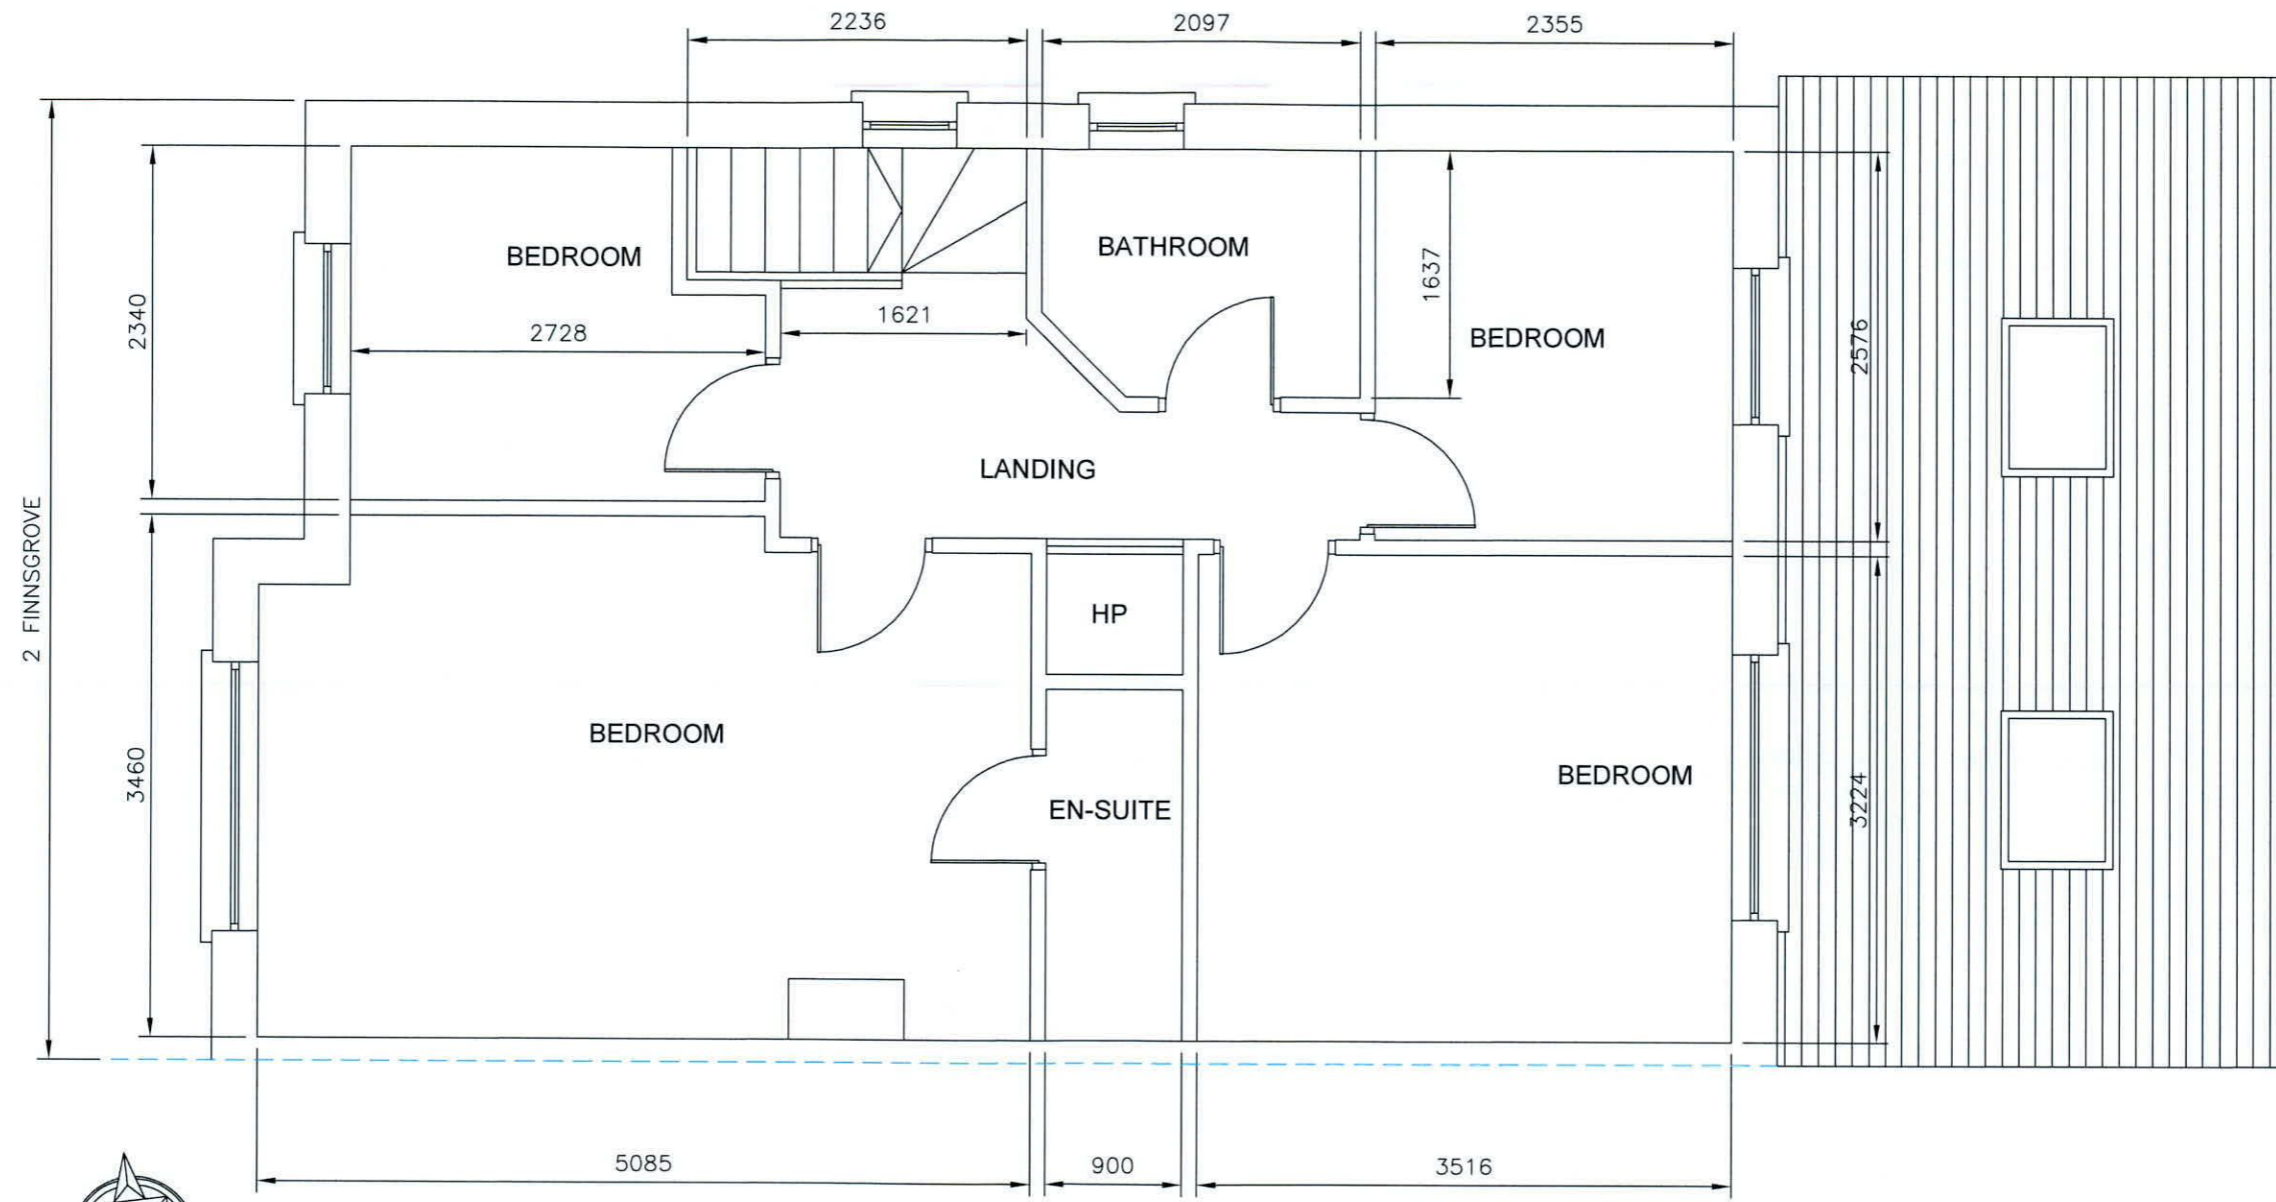 2236
2097
2355
BEDROOM
BATHROOM
1637
2340
2728
1621
BEDROOM
2576
LANDING
2 FINNSGROVE
HP
BEDROOM
3460
EN-SUITE
BEDROOM
3224
5085
900
3516